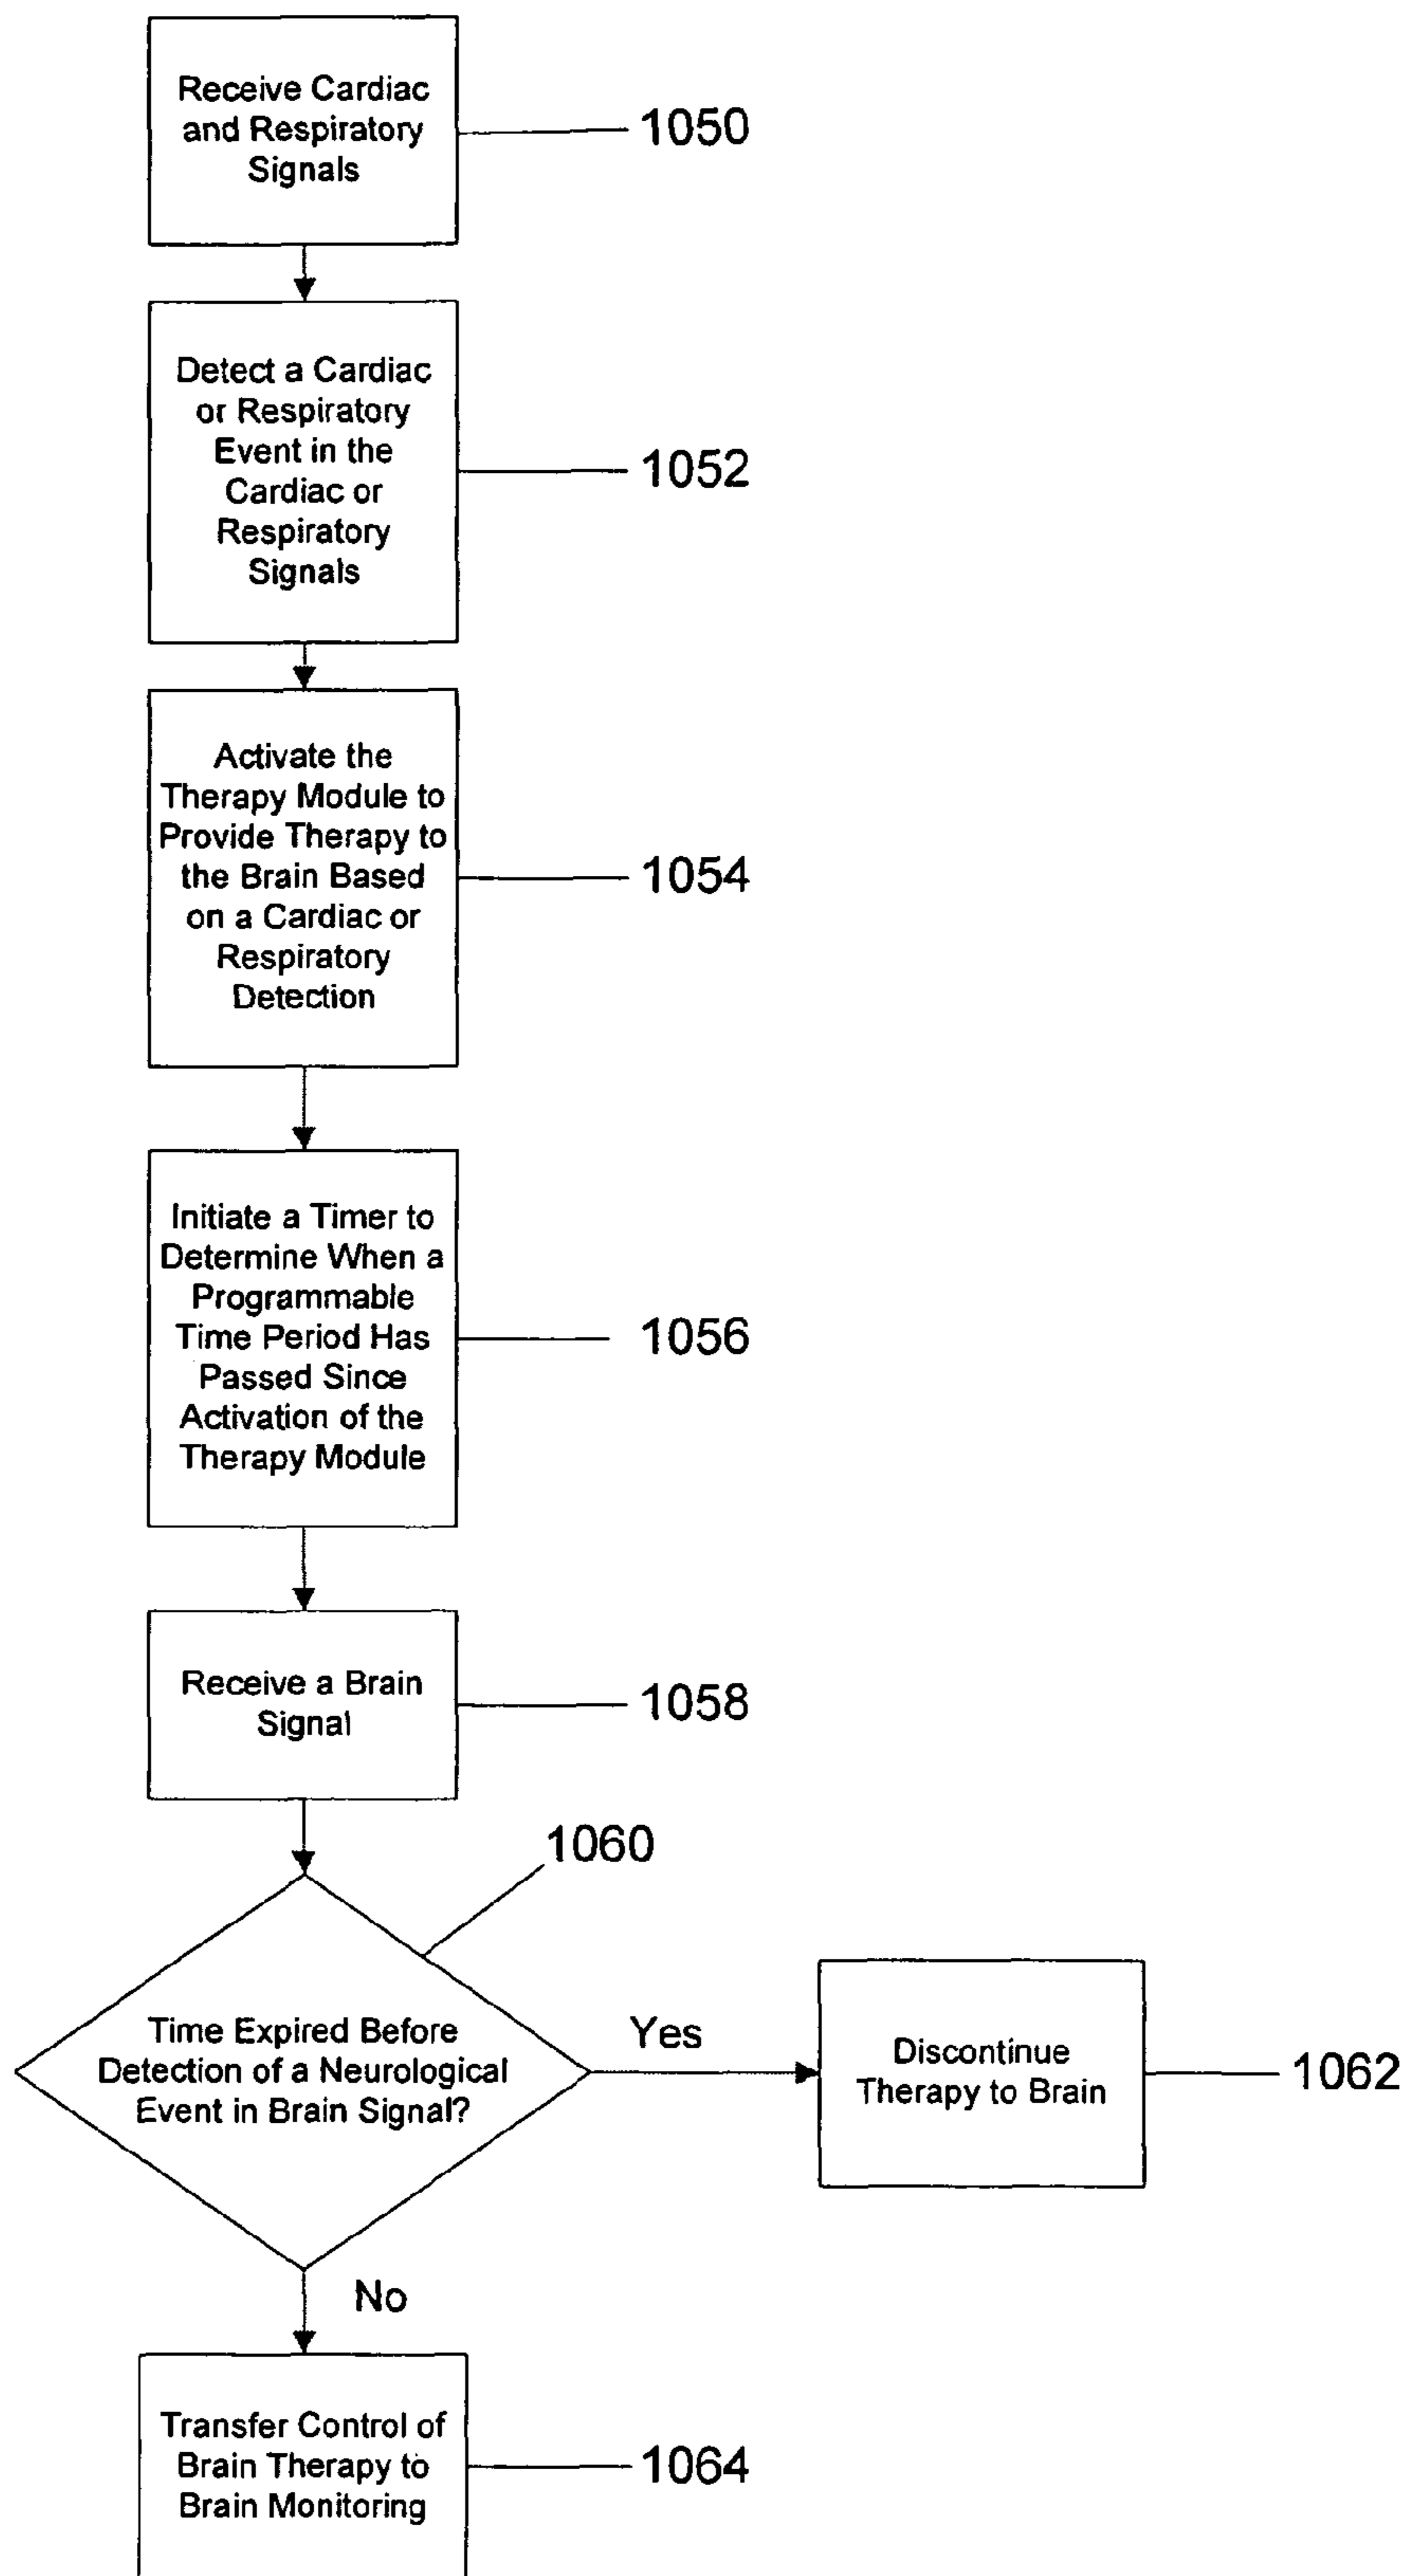 Receive Cardiac
and Respiratory
Signals
1050
Detect a Cardiac
or Respiratory
Event in the
Cardiac or
Respiratory
Signals
1052
Activate the
Therapy Module to
Provide Therapy to
the Brain Based
on a Cardiac or
Respiratory
Detection
1054
Initiate a Timer to
Determine When a
Programmable
Time Period Has
Passed Since
Activation of the
Therapy Module
1056
Receive a Brain
Signal
1058
1060
Time Expired Before
Detection of a Neurological
Event in Brain Signal?
Yes
Discontinue
Therapy to Brain
1062
No
Transfer Control of
Brain Therapy to
Brain Monitoring
1064